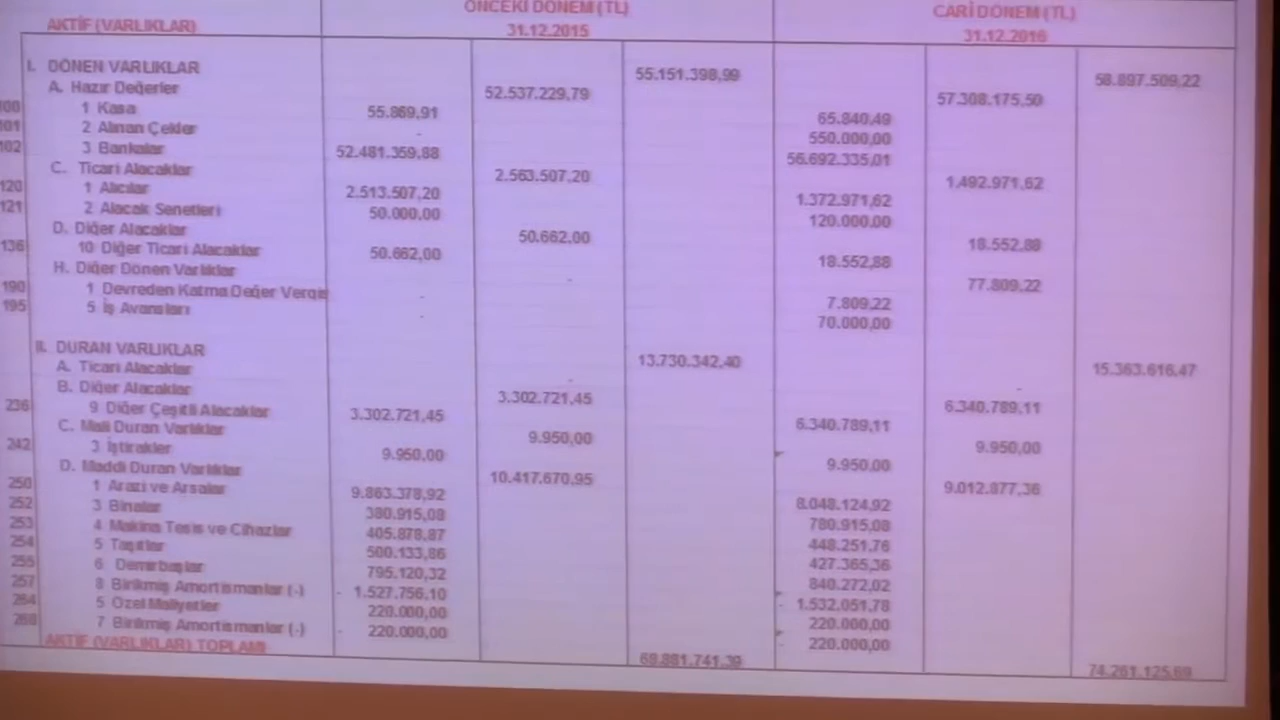 AKTİF (VARLIKLAR) ÖNCEKİ DÖNEM (TL) CARİ DÖNEM (TL)
31.12.2015 31.12.2016
I. DÖNEN VARLIKLAR 55.151.398,99 58.897.509,22
A. Hazır Değerler 52.537.229,79 57.308.175,50
100 1 Kasa 55.869,91 65.840,49
101 2 Alınan Çekler - 550.000,00
102 3 Bankalar 52.481.359,88 56.692.335,01
C. Ticari Alacaklar 2.563.507,20 1.492.971,62
120 1 Alıcılar 2.513.507,20 1.372.971,62
121 2 Alacak Senetleri 50.000,00 120.000,00
D. Diğer Alacaklar 50.662,00 18.552,88
136 10 Diğer Ticari Alacaklar 50.662,00 18.552,88
H. Diğer Dönen Varlıklar - 77.809,22
190 1 Devreden Katma Değer Vergis - 7.809,22
195 5 İş Avansları - 70.000,00
II. DURAN VARLIKLAR 13.730.342,40 15.363.616,47
A. Ticari Alacaklar - -
B. Diğer Alacaklar 3.302.721,45 6.340.789,11
236 9 Diğer Çeşitli Alacaklar 3.302.721,45 6.340.789,11
C. Mali Duran Varlıklar 9.950,00 9.950,00
242 3 İştirakler 9.950,00 9.950,00
D. Maddi Duran Varlıklar 10.417.670,95 9.012.877,36
250 1 Arazi ve Arsalar 9.863.378,92 8.048.124,92
252 3 Binalar 380.915,08 780.915,08
253 4 Makina Tesis ve Cihazlar 405.878,87 448.251,76
254 5 Taşıtlar 500.133,86 427.365,36
255 6 Demirbaşlar 795.120,32 840.272,02
257 8 Birikmiş Amortismanlar (-) - 1.527.756,10 - 1.532.051,78
264 5 Özel Maliyetler 220.000,00 220.000,00
268 7 Birikmiş Amortismanlar (-) - 220.000,00 - 220.000,00
AKTİF (VARLIKLAR) TOPLAMI 68.881.741,39 74.261.125,69